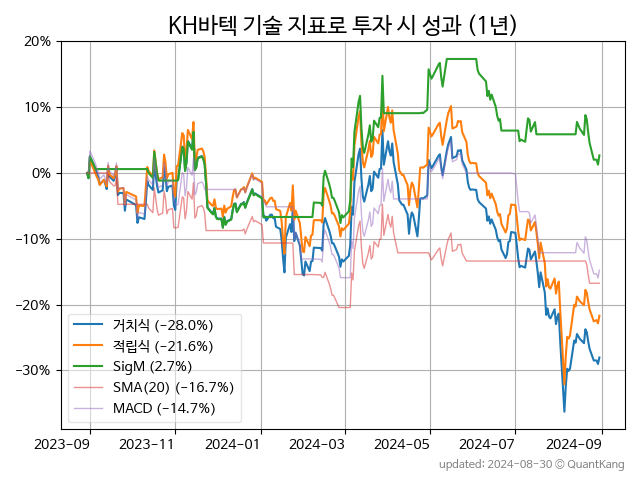 KH바텍 기술 지표로 투자 시 성과 (1년)
20%
10%
0%
−10%
−20%
−30%
거치식 (−28.0%)
적립식 (−21.6%)
SigM (2.7%)
SMA(20) (−16.7%)
MACD (−14.7%)
2023-09 2023-11 2024-01 2024-03 2024-05 2024-07 2024-09
updated: 2024-08-30 © QuantKang